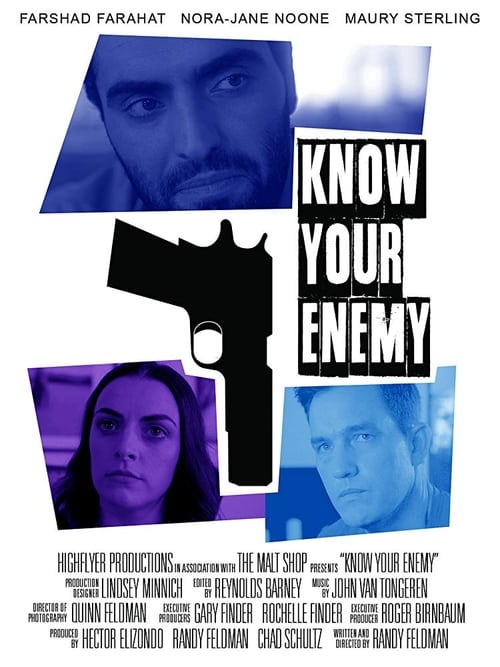 FARSHAD FARAHAT NORA-JANE NOONE MAURY STERLING
KNOW
YOUR
ENEMY
HIGHFLYER PRODUCTIONS IN ASSOCIATION WITH THE MALT SHOP PRESENTS "KNOW YOUR ENEMY"
PRODUCTION DESIGNER LINDSEY MINNICH EDITED BY REYNOLDS BARNEY MUSIC BY JOHN VAN TONGEREN
DIRECTOR OF PHOTOGRAPHY QUINN FELDMAN EXECUTIVE PRODUCERS GARY FINDER ROCHELLE FINDER EXECUTIVE PRODUCER ROGER BIRNBAUM
PRODUCED BY HECTOR ELIZONDO RANDY FELDMAN CHAD SCHULTZ WRITTEN AND DIRECTED BY RANDY FELDMAN